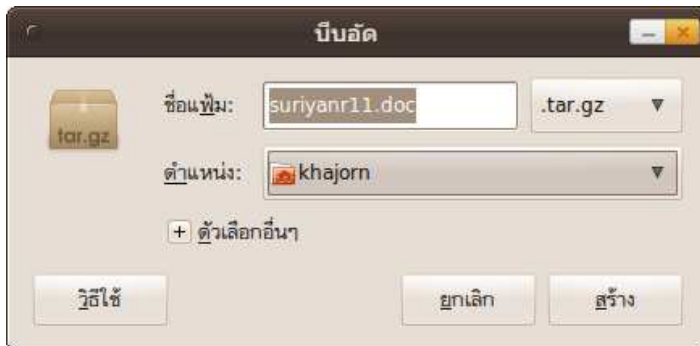 บีบอัด
tar.gz
ชื่อแฟ้ม: suriyanr11.doc .tar.gz
ตำแหน่ง: khajorn
ตัวเลือกอื่นๆ
วิธีใช้ ยกเลิก สร้าง